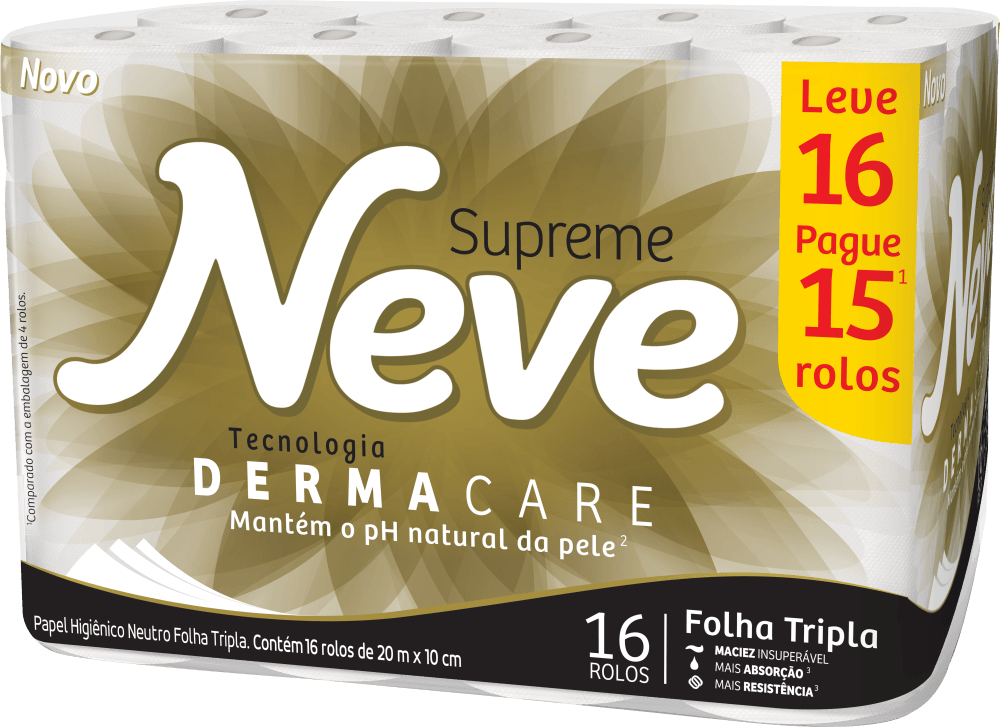 Novo
Leve
16
Pague
15¹
rolos
Supreme
Neve
Tecnologia
DERMACARE
Mantém o pH natural da pele²
¹Comparado com a embalagem de 4 rolos.
Papel Higiênico Neutro Folha Tripla. Contém 16 rolos de 20 m x 10 cm
16
ROLOS
Folha Tripla
MACIEZ INSUPERÁVEL
MAIS ABSORÇÃO³
MAIS RESISTÊNCIA³
Novo